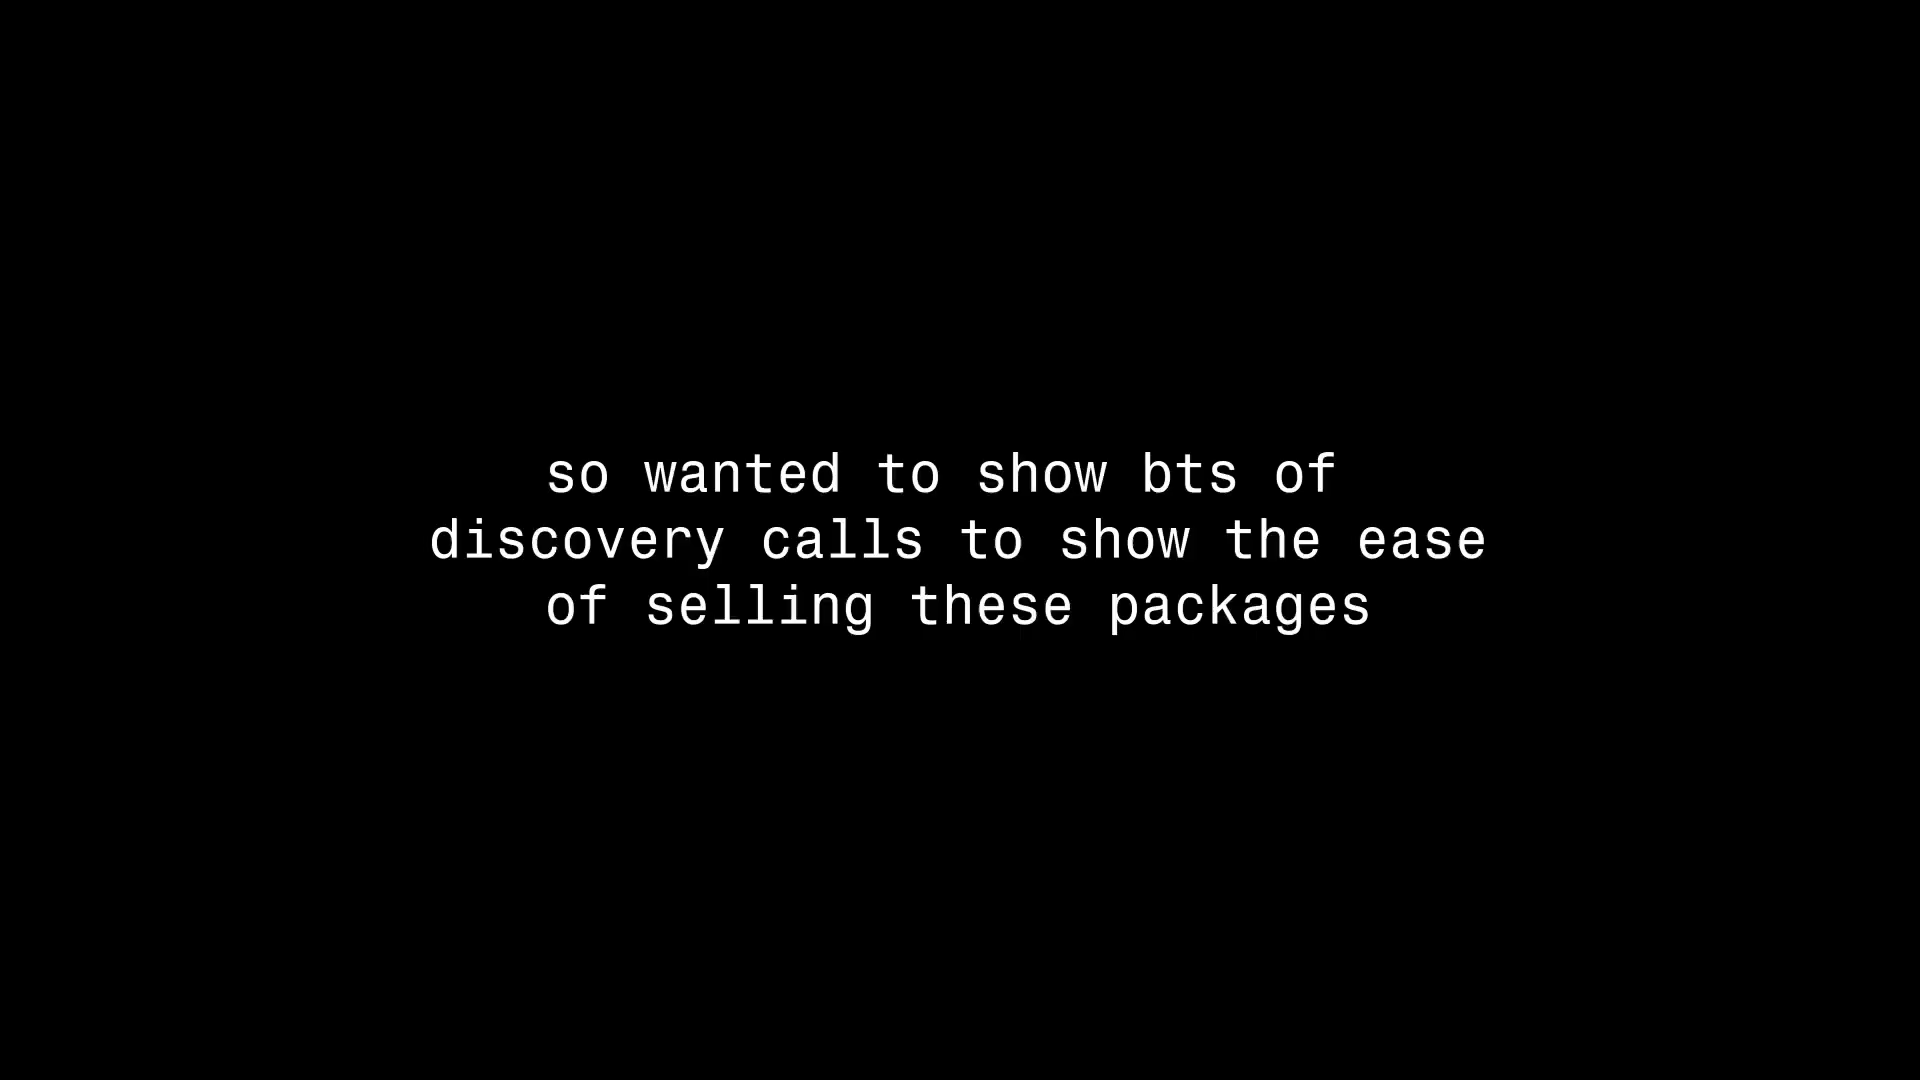 so wanted to show bts of
discovery calls to show the ease
of selling these packages